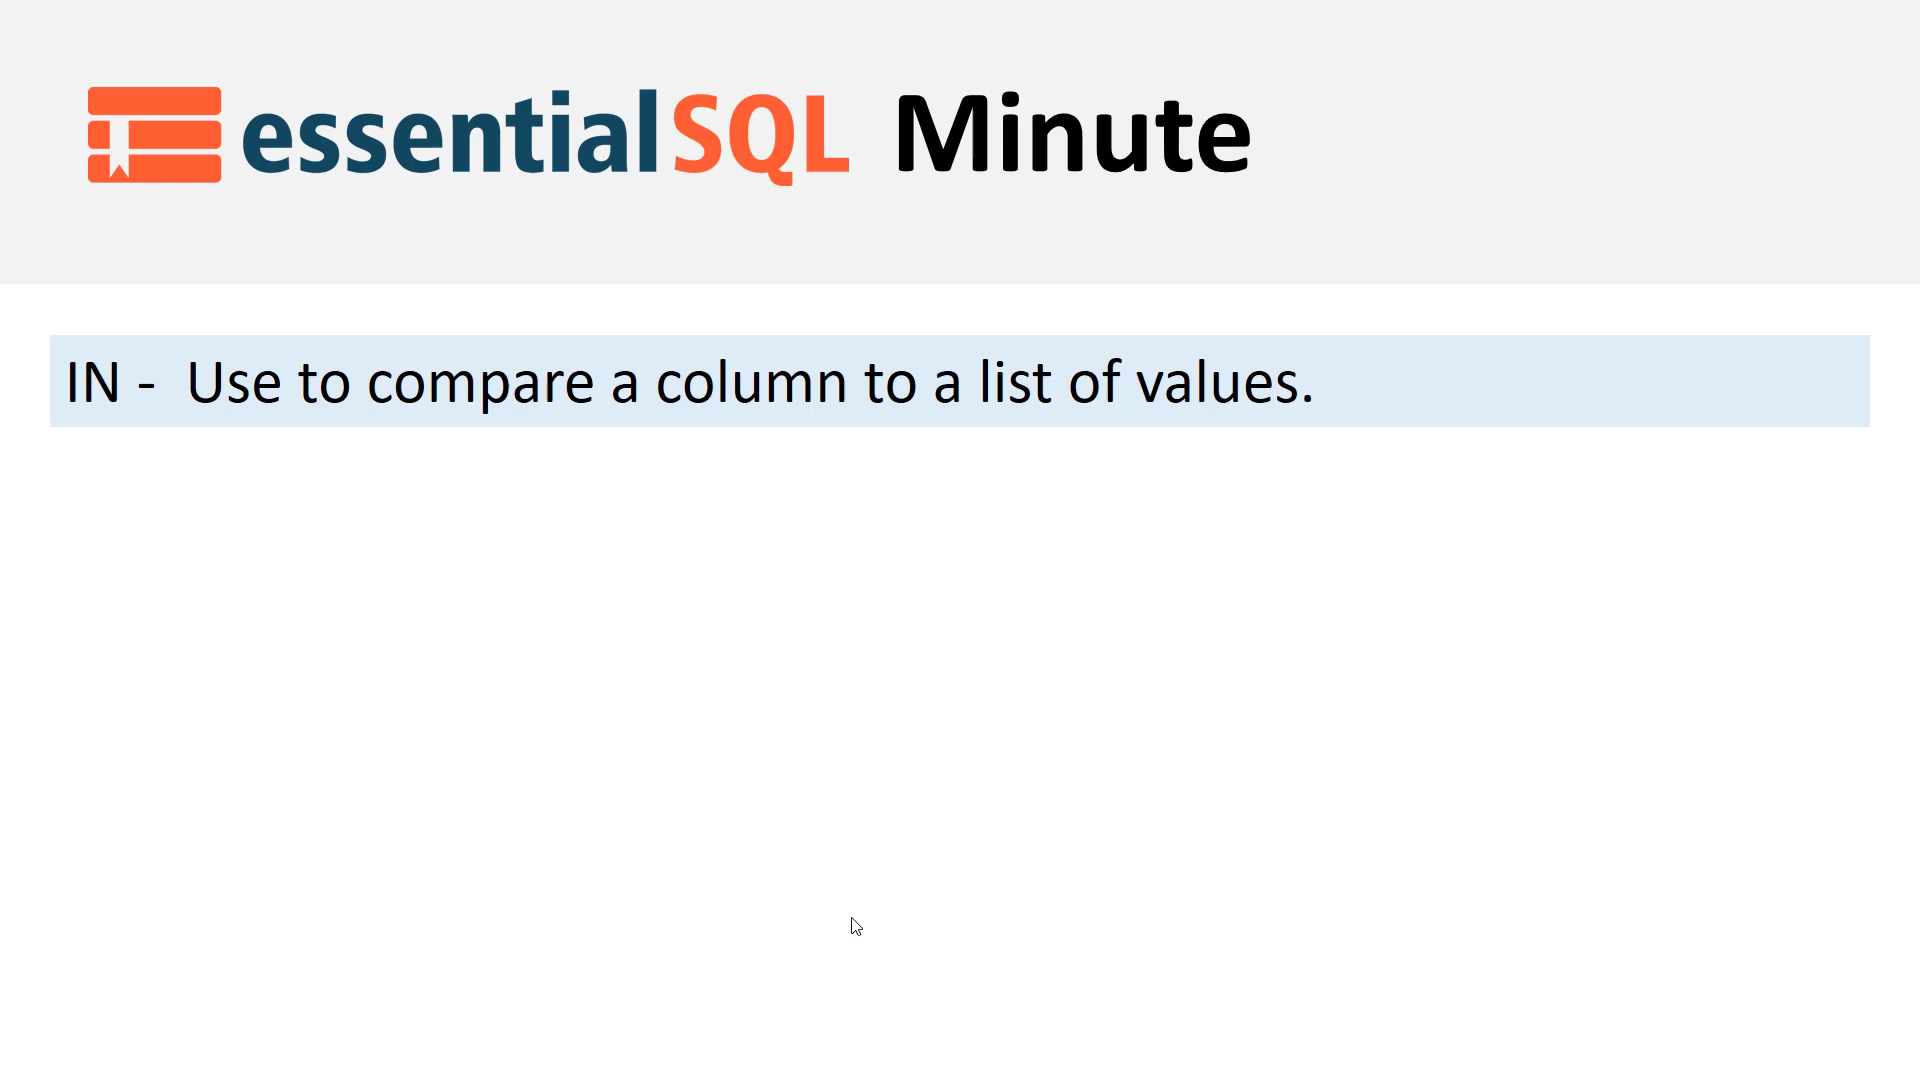 essentialSQL Minute
IN - Use to compare a column to a list of values.